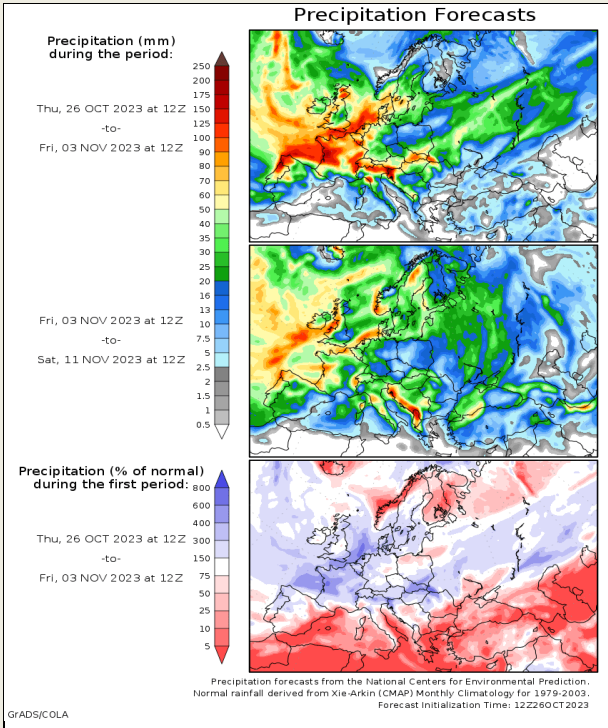 Precipitation Forecasts
Precipitation (mm)
during the period:
Thu, 26 OCT 2023 at 12Z
-to-
Fri, 03 NOV 2023 at 12Z
250
200
175
150
125
100
90
80
70
60
50
40
35
30
25
20
16
13
10
7.5
5
2.5
2
1.5
1
0.5
Fri, 03 NOV 2023 at 12Z
-to-
Sat, 11 NOV 2023 at 12Z
Precipitation (% of normal)
during the first period:
Thu, 26 OCT 2023 at 12Z
-to-
Fri, 03 NOV 2023 at 12Z
800
600
400
300
150
75
50
25
10
5
Precipitation forecasts from the National Centers for Environmental Prediction.
Normal rainfall derived from Xie-Arkin (CMAP) Monthly Climatology for 1979-2003.
Forecast Initialization Time: 12Z26OCT2023
GrADS/COLA